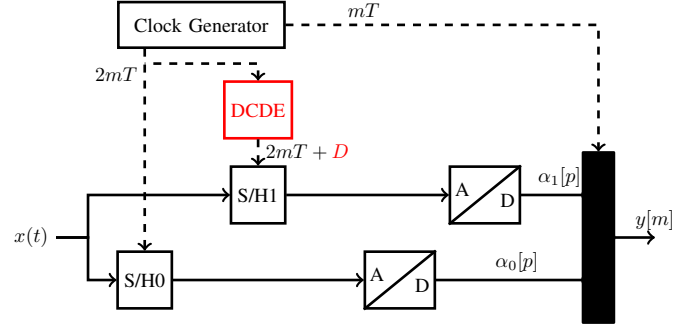 Clock Generator
mT
2mT
DCDE
2mT + D
S/H1
A
D
α₁[p]
x(t)
y[m]
S/H0
A
D
α₀[p]